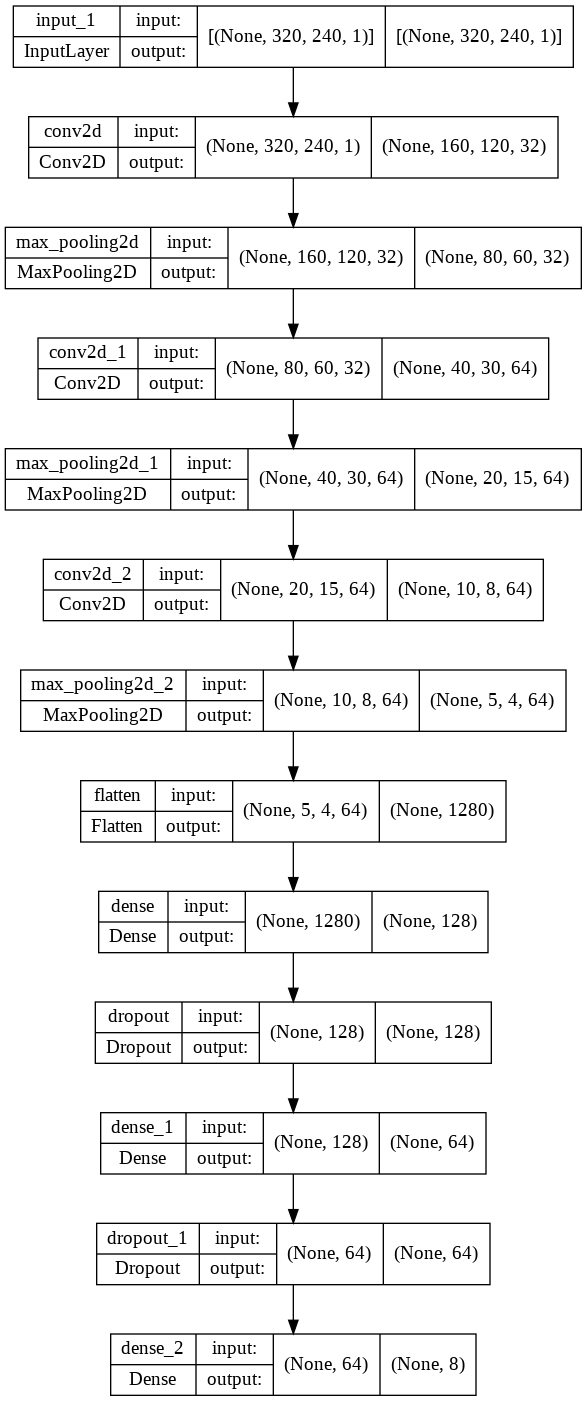 input_1 input: [(None, 320, 240, 1)] [(None, 320, 240, 1)]
InputLayer output:
conv2d input: (None, 320, 240, 1) (None, 160, 120, 32)
Conv2D output:
max_pooling2d input: (None, 160, 120, 32) (None, 80, 60, 32)
MaxPooling2D output:
conv2d_1 input: (None, 80, 60, 32) (None, 40, 30, 64)
Conv2D output:
max_pooling2d_1 input: (None, 40, 30, 64) (None, 20, 15, 64)
MaxPooling2D output:
conv2d_2 input: (None, 20, 15, 64) (None, 10, 8, 64)
Conv2D output:
max_pooling2d_2 input: (None, 10, 8, 64) (None, 5, 4, 64)
MaxPooling2D output:
flatten input: (None, 5, 4, 64) (None, 1280)
Flatten output:
dense input: (None, 1280) (None, 128)
Dense output:
dropout input: (None, 128) (None, 128)
Dropout output:
dense_1 input: (None, 128) (None, 64)
Dense output:
dropout_1 input: (None, 64) (None, 64)
Dropout output:
dense_2 input: (None, 64) (None, 8)
Dense output: